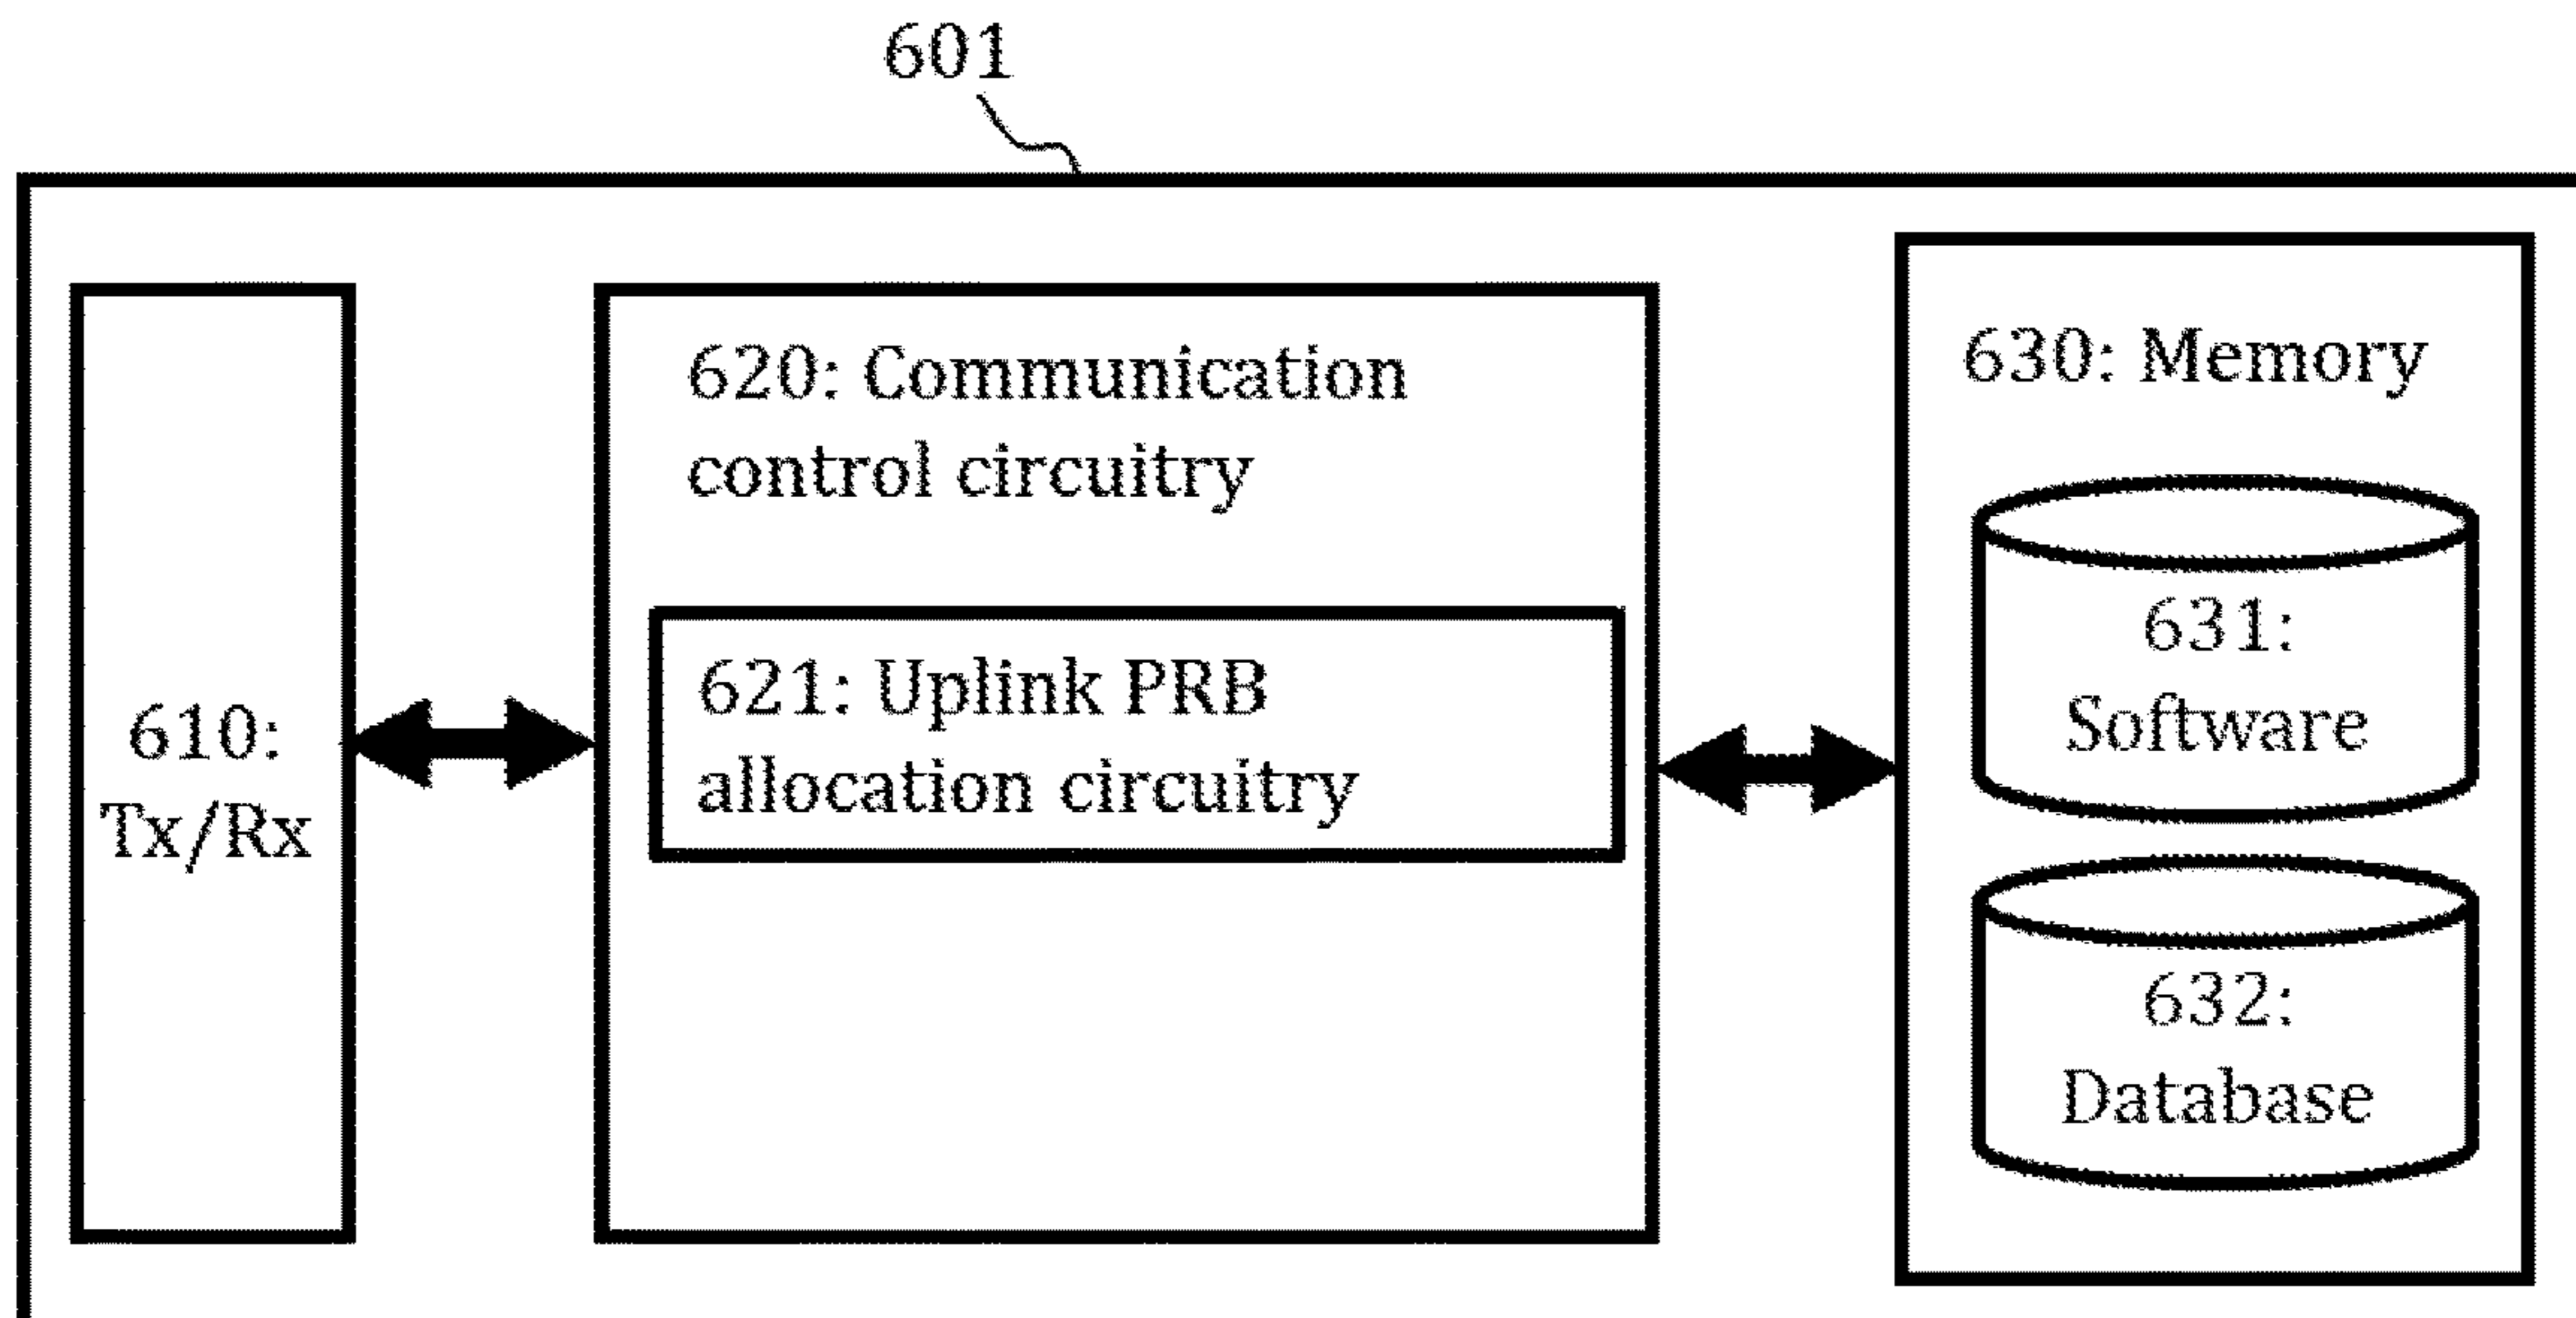 601
610:
Tx/Rx
620: Communication
control circuitry
621: Uplink PRB
allocation circuitry
630: Memory
631:
Software
632:
Database